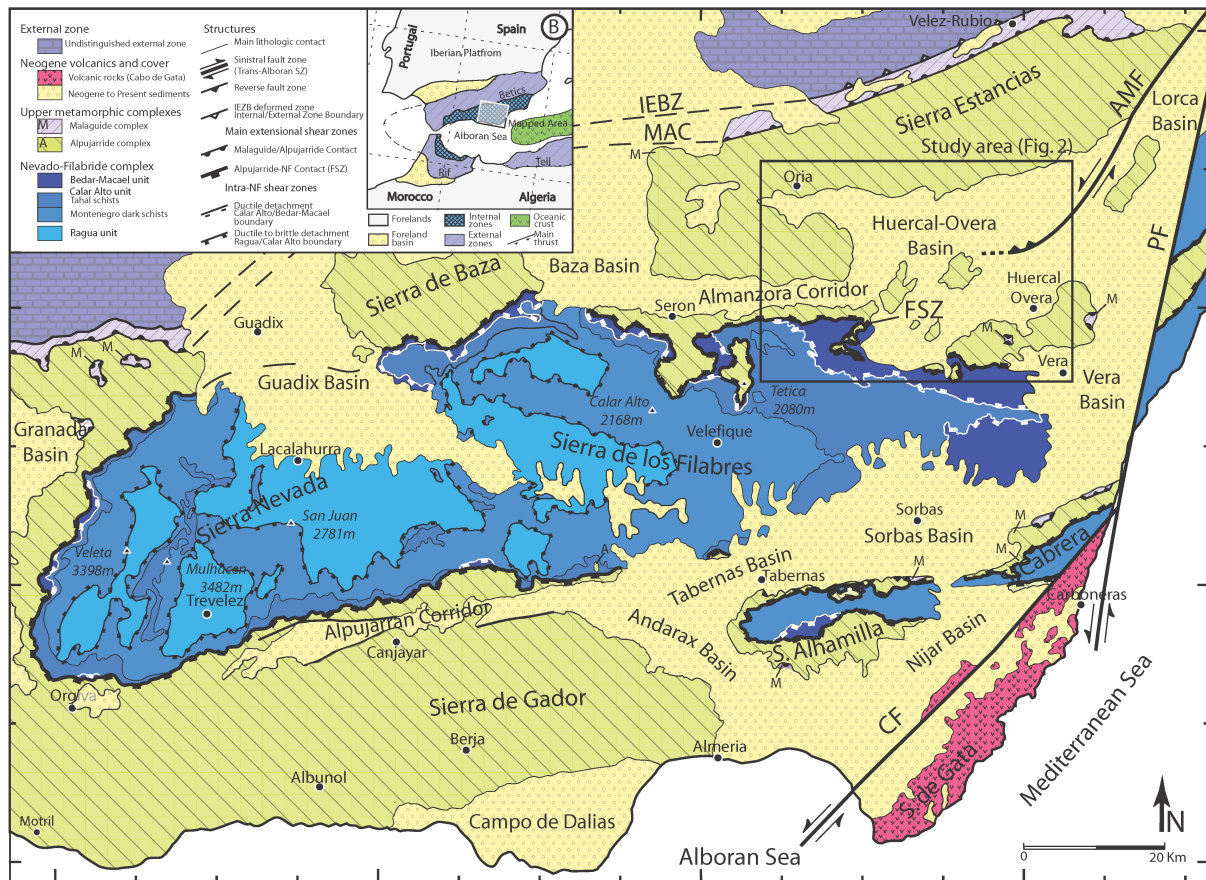 External zone
Undistinguished external zone
Neogene volcanics and cover
Volcanic rocks (Cabo de Gata)
Neogene to Present sediments
Upper metamorphic complexes
M
Malaguide complex
A
Alpujarride complex
Nevado-Filabride complex
Bedar-Macael unit
Calar Alto unit
Tahal schists
Montenegro dark schists
Ragua unit
Structures
Main lithologic contact
Sinistral fault zone
(Trans-Alboran SZ)
Reverse fault zone
IEZB deformed zone
Internal/External Zone Boundary
Main extensional shear zones
Malaguide/Alpujarride Contact
Alpujarride-NF Contact (FSZ)
Intra-NF shear zones
Ductile detachment
Calar Alto/Bedar-Macael
boundary
Ductile to brittle detachment
Ragua/Calar Alto boundary
B
Portugal
Spain
Iberian Platfrom
Betics
Mapped Area
Alboran Sea
Rif
Tell
Morocco
Algeria
Forelands
Internal
zones
Oceanic
crust
Foreland
basin
External
zones
Main
thrust
Velez-Rubio
IEBZ
MAC
M
Sierra Estancias
AMF
Lorca
Basin
Study area (Fig. 2)
Oria
Huercal-Overa
Basin
PF
Huercal
Overa
M
M
Baza Basin
Sierra de Baza
Seron
Almanzora Corridor
FSZ
Guadix
M
M
Guadix Basin
Vera
Vera
Basin
Calar Alto
2168m
Tetica
2080m
Granada
Basin
M
Lacalahurra
Velefique
Sierra de los Filabres
Sierra Nevada
San Juan
2781m
Sorbas
Sorbas Basin
M
M
Cabrera
Veleta
3398m
Mulhacen
3482m
Trevelez
A
Tabernas Basin
Tabernas
M
Carboneras
Alpujarran Corridor
Canjayar
Andarax Basin
S. Alhamilla
M
Nijar Basin
Orgiva
Sierra de Gador
Berja
Almeria
CF
S. de Gata
Mediterranean Sea
Albunol
Motril
Campo de Dalias
Alboran Sea
N
0
20 Km